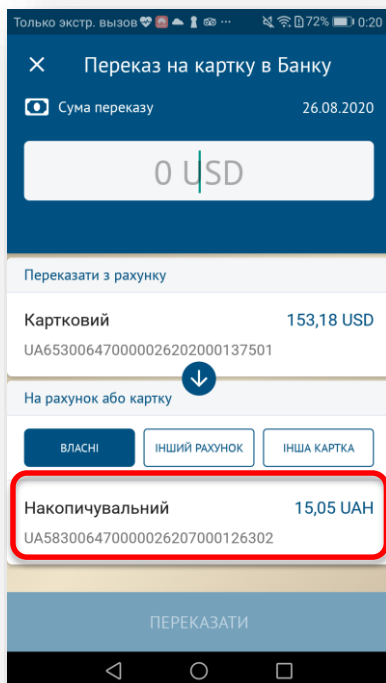 Только экстр. вызов 72% 0:20
Переказ на картку в Банку
Сума переказу 26.08.2020
0 USD
Переказати з рахунку
Картковий 153,18 USD
UA653006470000026202000137501
На рахунок або картку
ВЛАСНІ ІНШИЙ РАХУНОК ІНША КАРТКА
Накопичувальний 15,05 UAH
UA583006470000026207000126302
ПЕРЕКАЗАТИ